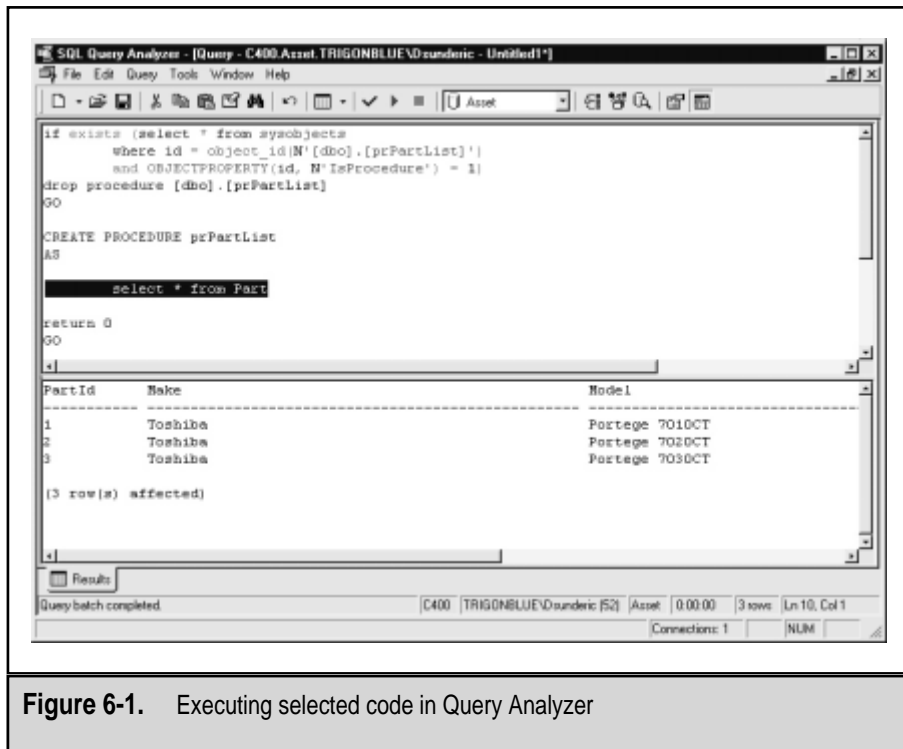 SQL Query Analyzer - [Query - C400.Asset.TRIGONBLUE\Dsunderic - Untitled1*]
File Edit Query Tools Window Help
Asset
if exists (select * from sysobjects
where id = object_id(N'[dbo].[prPartList]')
and OBJECTPROPERTY(id, N'IsProcedure') = 1)
drop procedure [dbo].[prPartList]
GO
CREATE PROCEDURE prPartList
AS
select * from Part
return 0
GO
PartId Make Model
----------- -------------------------------------------------- --------------------------------
1 Toshiba Portege 7010CT
2 Toshiba Portege 7020CT
3 Toshiba Portege 7030CT
(3 row(s) affected)
Results
Query batch completed. C400 TRIGONBLUE\Dsunderic (52) Asset 0:00:00 3 rows Ln 10, Col 1
Connections: 1 NUM
Figure 6-1. Executing selected code in Query Analyzer